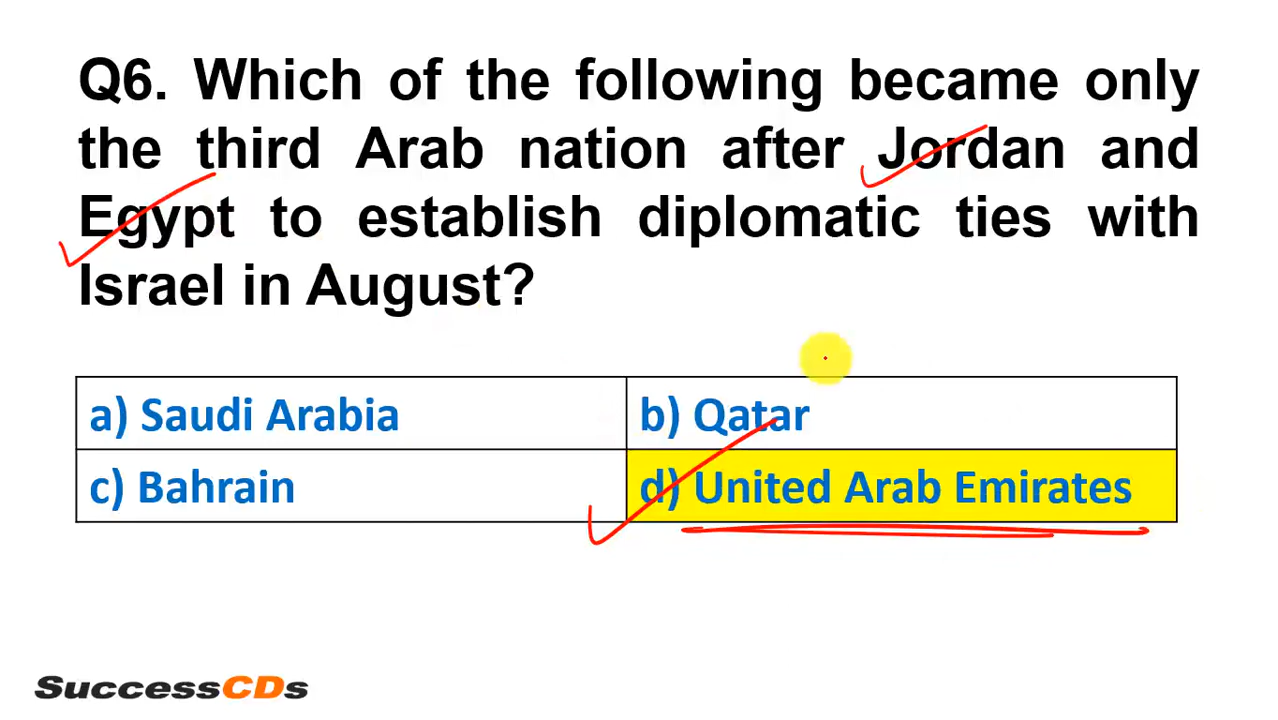 Q6. Which of the following became only
the third Arab nation after Jordan and
Egypt to establish diplomatic ties with
Israel in August?
a) Saudi Arabia
b) Qatar
c) Bahrain
d) United Arab Emirates
SuccessCDs